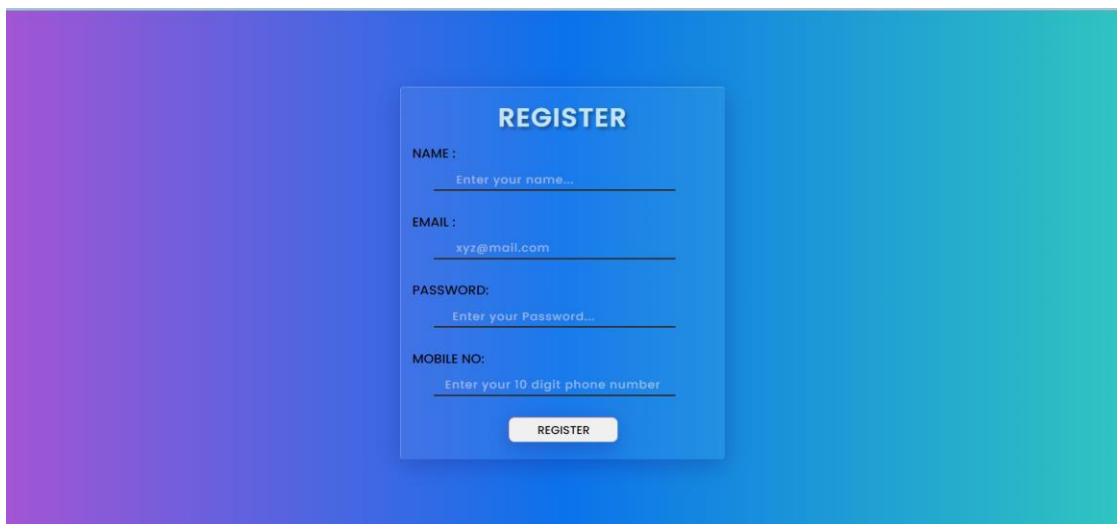 REGISTER
NAME :
Enter your name...
EMAIL :
xyz@mail.com
PASSWORD:
Enter your Password...
MOBILE NO:
Enter your 10 digit phone number
REGISTER